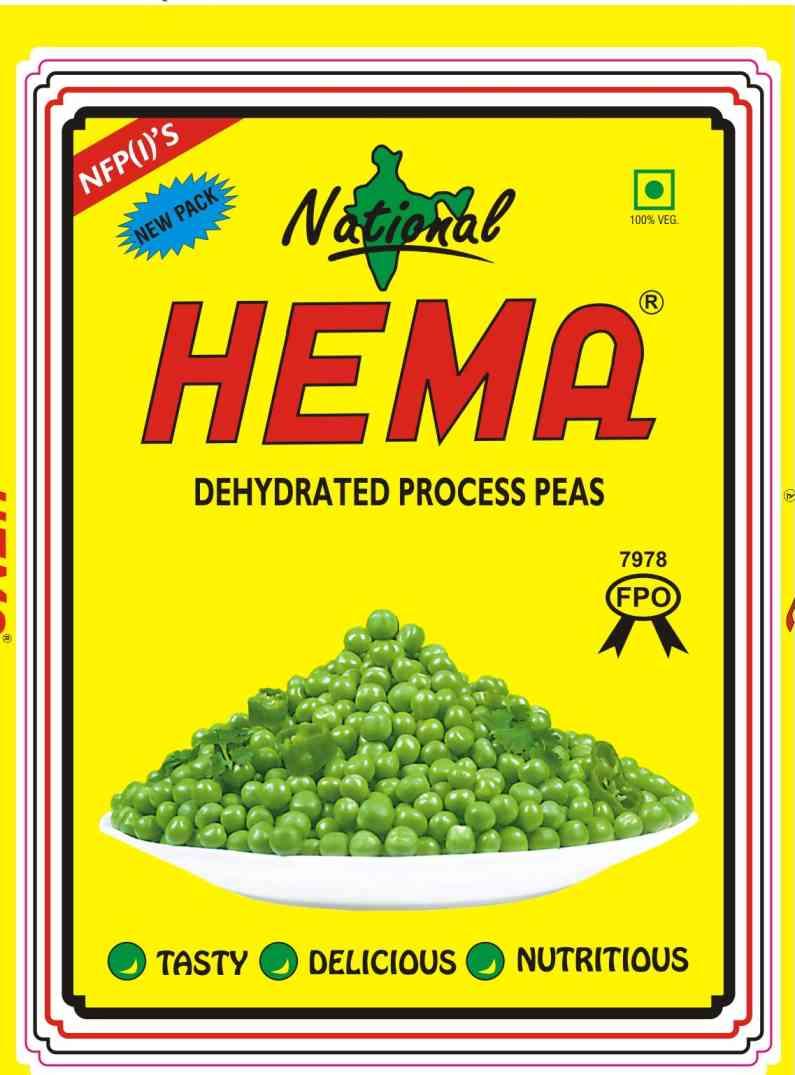 NFP(I)'S
NEW PACK
National
100% VEG.
HEMA ®
DEHYDRATED PROCESS PEAS
7978
FPO
TASTY DELICIOUS NUTRITIOUS